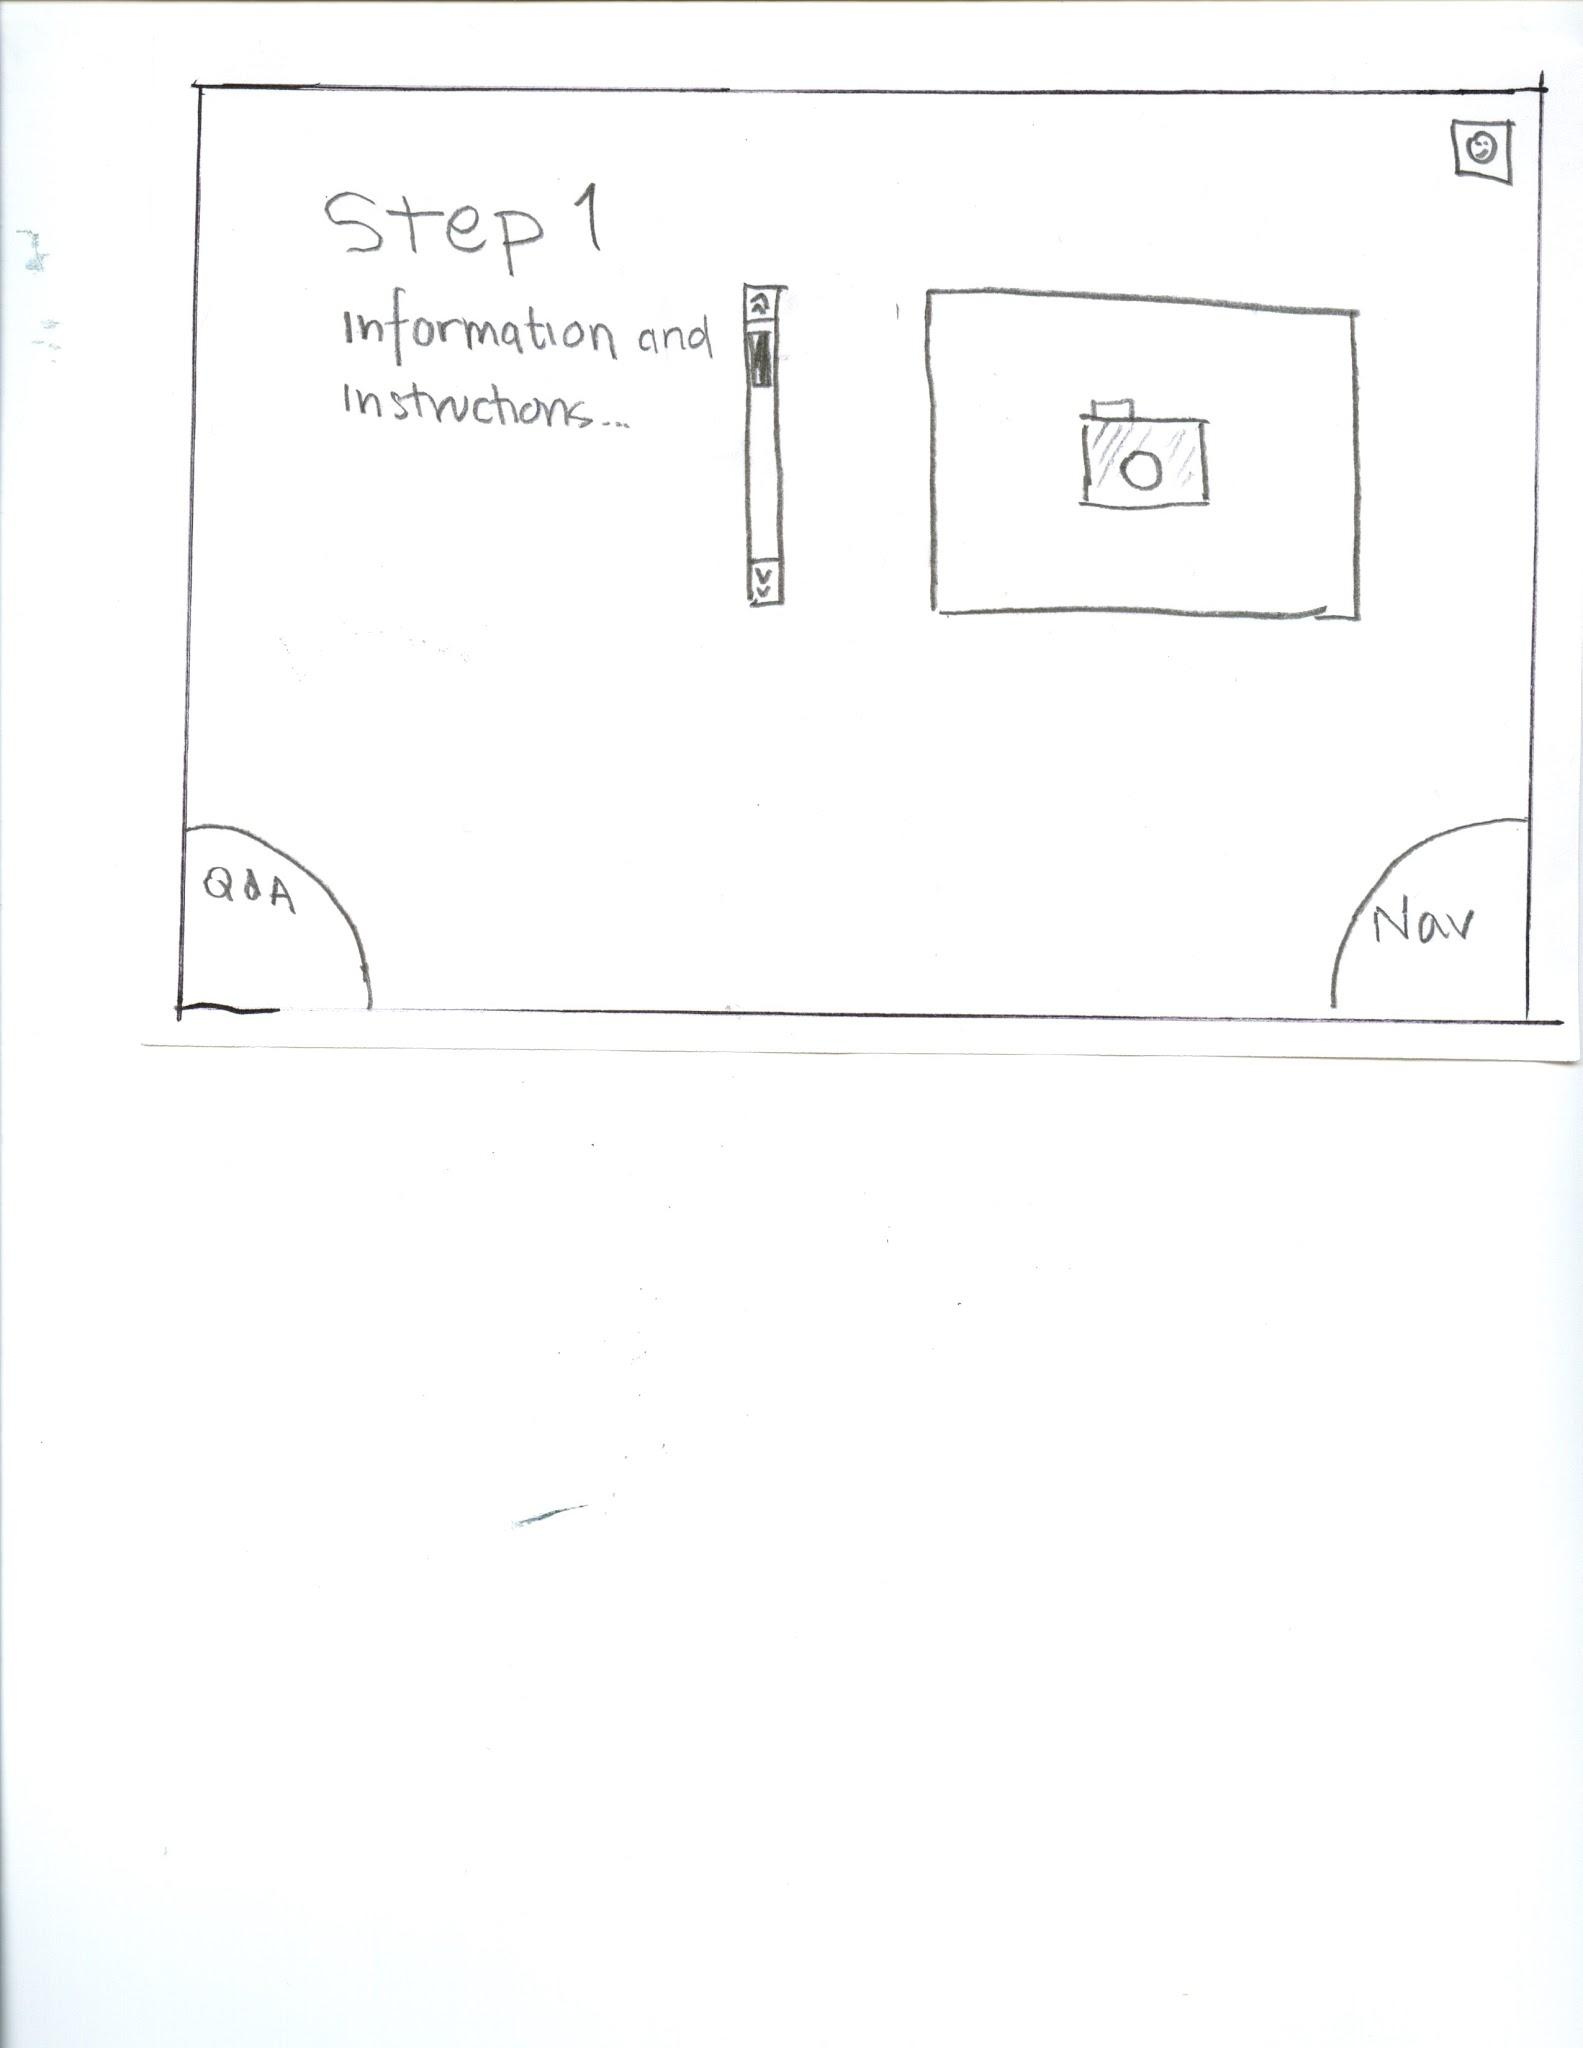 Step 1
Information and
Instructions...
Q&A
Nav